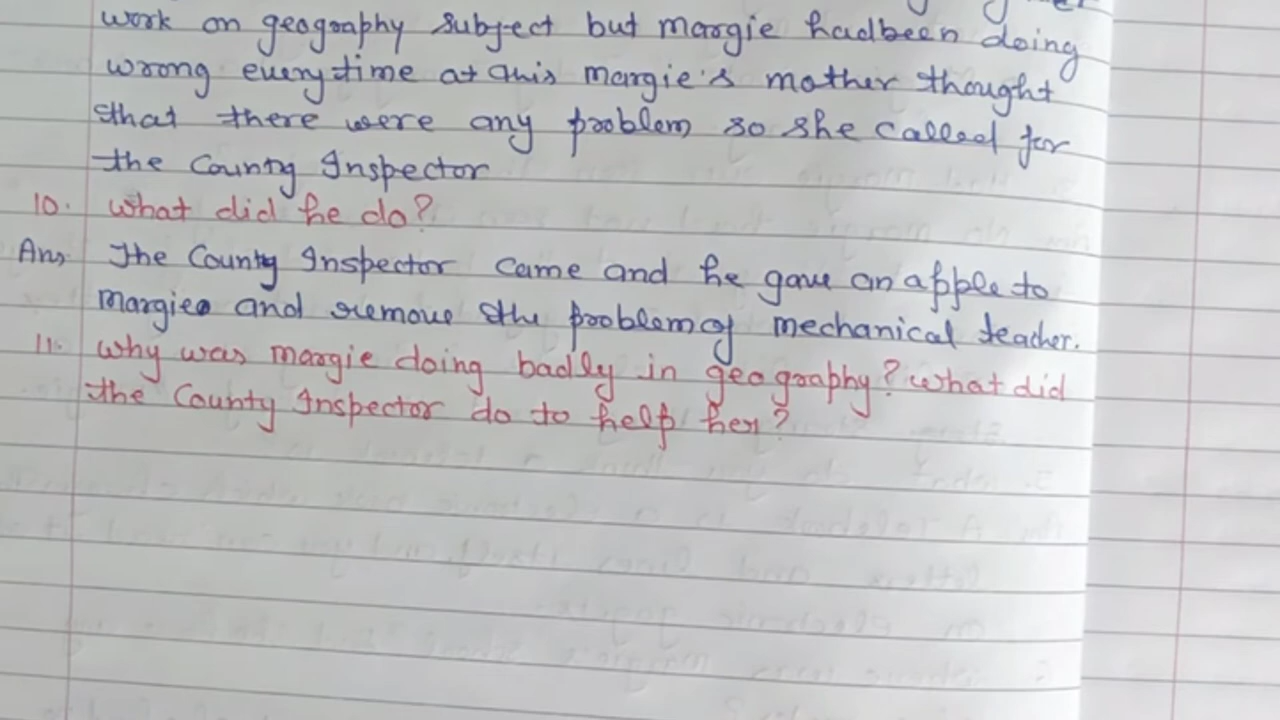 work on geography subject but margie hadbeen doing
wrong everytime at this margie's mother thought
that there were any problem so she called for
the County Inspector
10. What did he do?
Ans The County Inspector came and he gave an apple to
Margie and remove the problem of mechanical teacher.
11. Why was margie doing badly in geography? What did
the County Inspector do to help her?